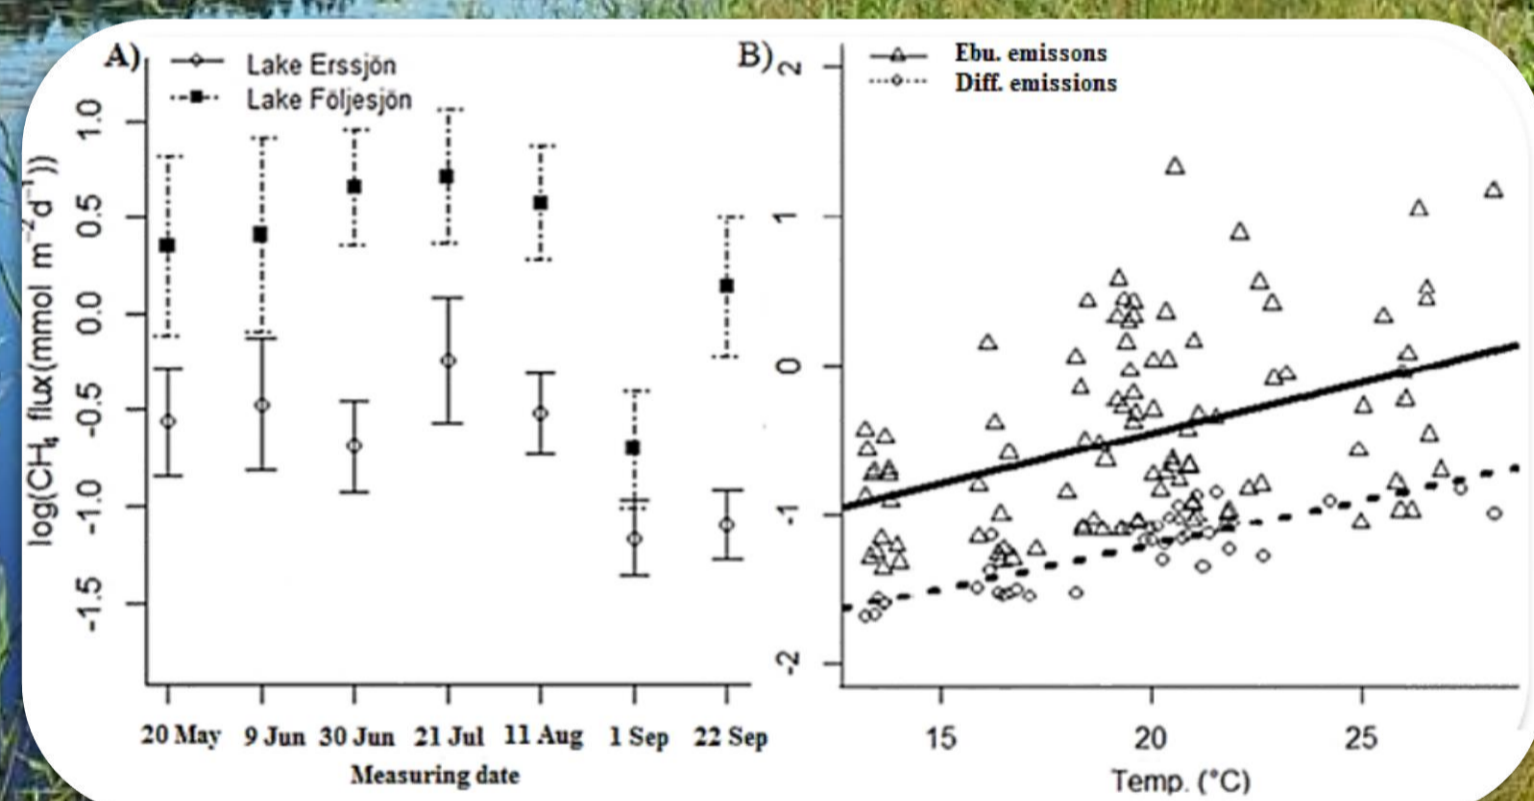 A)
Lake Erssjön
Lake Följesjön
log(CH₄ flux(mmol m⁻²d⁻¹))
1.0
0.5
0.0
-0.5
-1.0
-1.5
20 May 9 Jun 30 Jun 21 Jul 11 Aug 1 Sep 22 Sep
Measuring date
B)
Ebu. emissons
Diff. emissions
2
1
0
-1
-2
15 20 25
Temp. (°C)